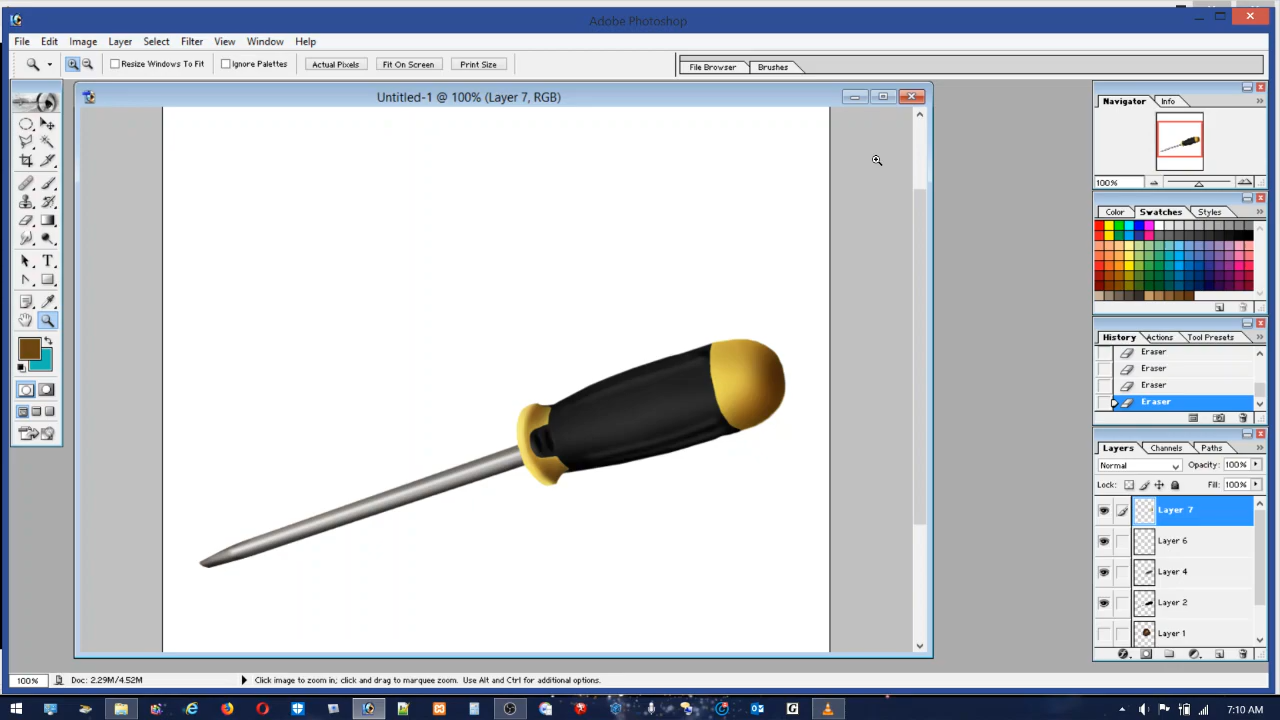 Adobe Photoshop
File Edit Image Layer Select Filter View Window Help
Resize Windows To Fit Ignore Palettes Actual Pixels Fit On Screen Print Size File Browser Brushes
Untitled-1 @ 100% (Layer 7, RGB)
Navigator Info
100%
Color Swatches Styles
History Actions Tool Presets
Eraser
Eraser
Eraser
Eraser
Layers Channels Paths
Normal Opacity: 100%
Lock: Fill: 100%
Layer 7
Layer 6
Layer 4
Layer 2
Layer 1
100% Doc: 2.29M/4.52M Click image to zoom in; click and drag to marquee zoom. Use Alt and Ctrl for additional options.
7:10 AM